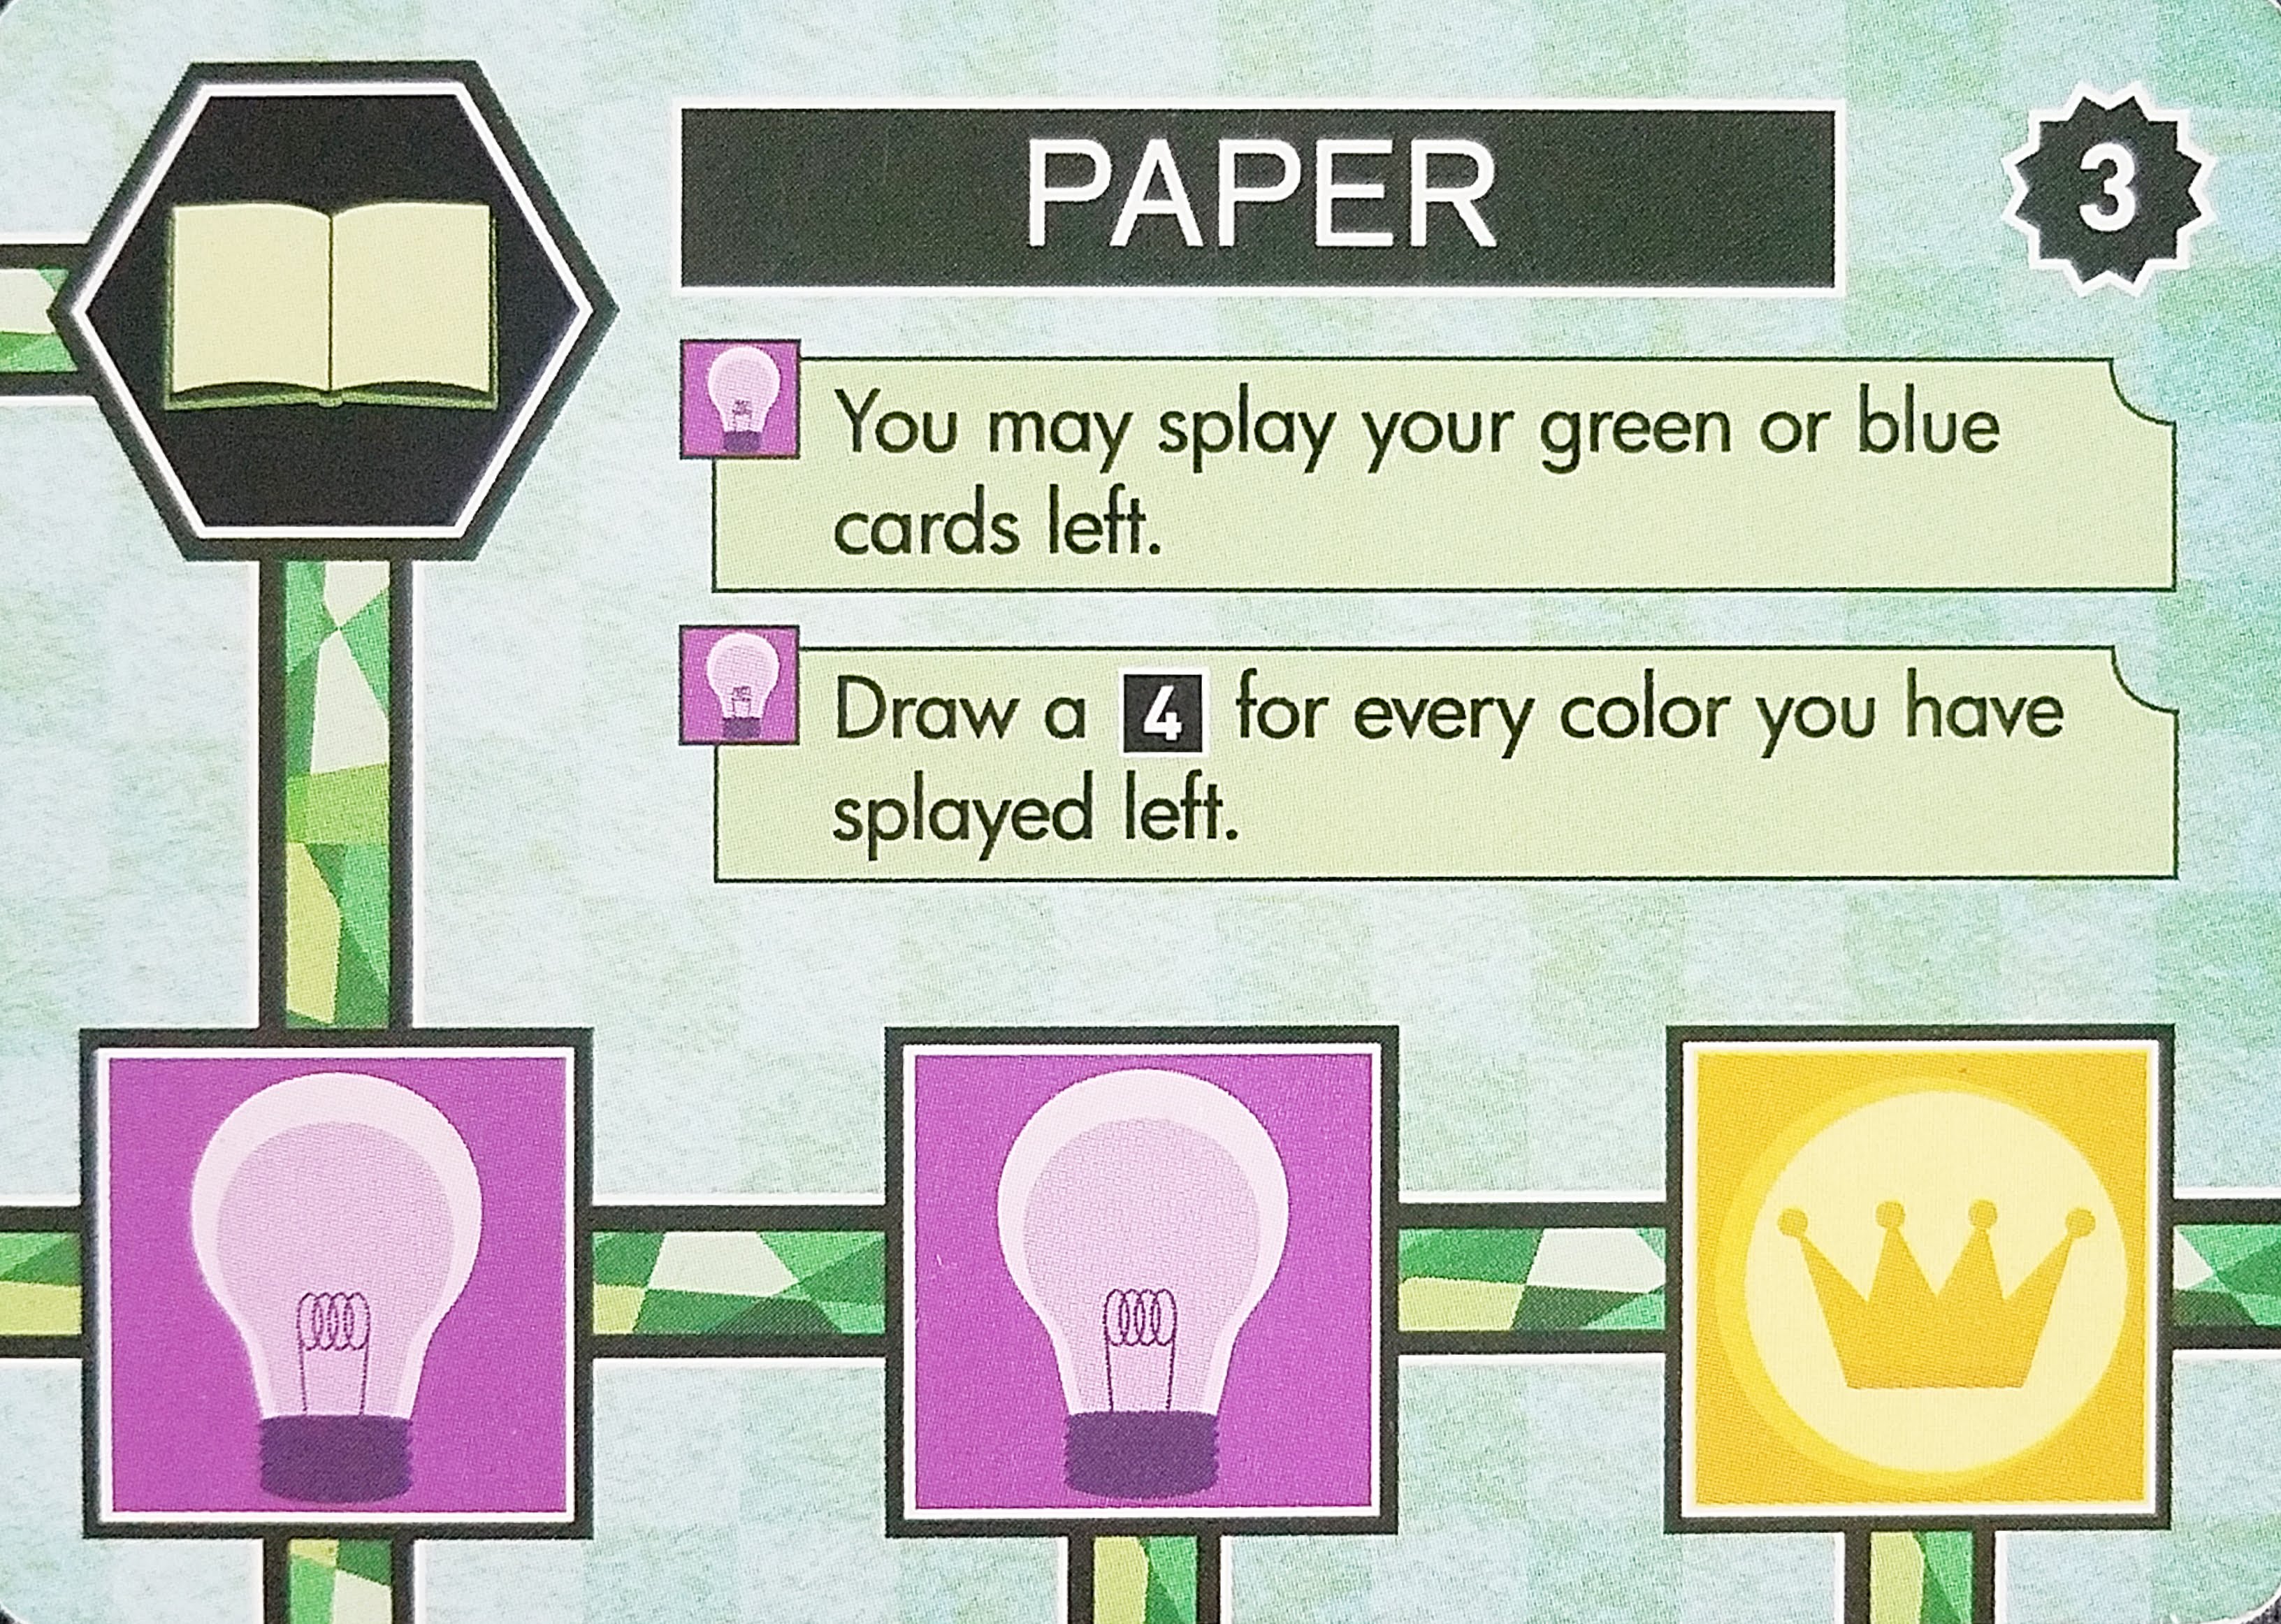 PAPER
3
You may splay your green or blue
cards left.
Draw a 4 for every color you have
splayed left.